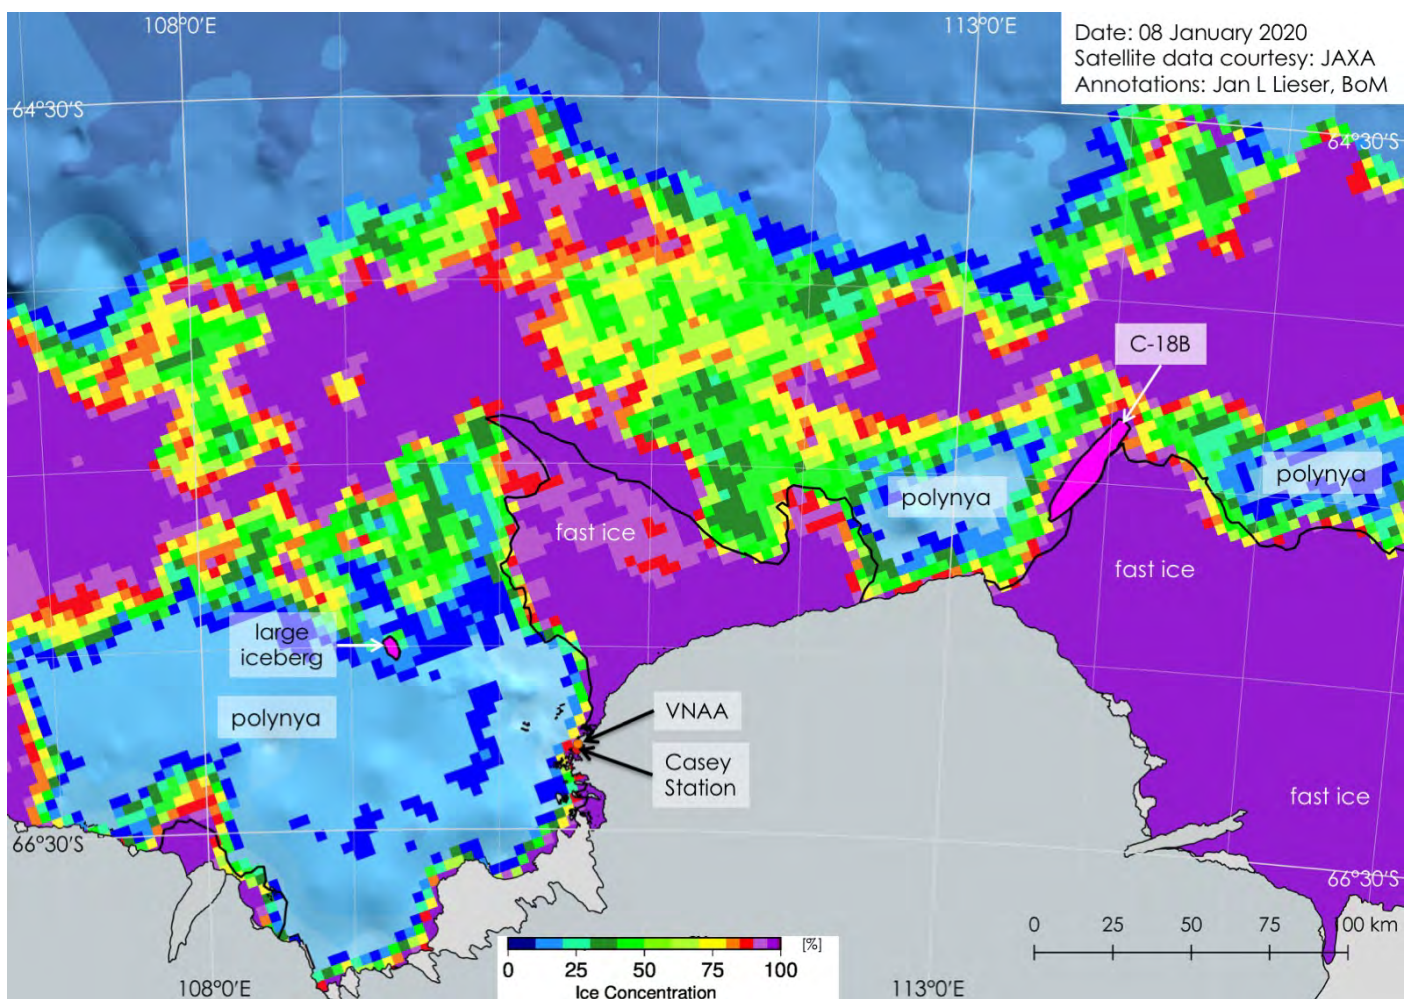 108°0'E
113°0'E
Date: 08 January 2020
Satellite data courtesy: JAXA
Annotations: Jan L Lieser, BoM
64°30'S
64°30'S
C-18B
polynya
polynya
fast ice
fast ice
large
iceberg
polynya
VNAA
Casey
Station
fast ice
66°30'S
66°30'S
0 25 50 75 100 km
[%]
0 25 50 75 100
Ice Concentration
108°0'E
113°0'E